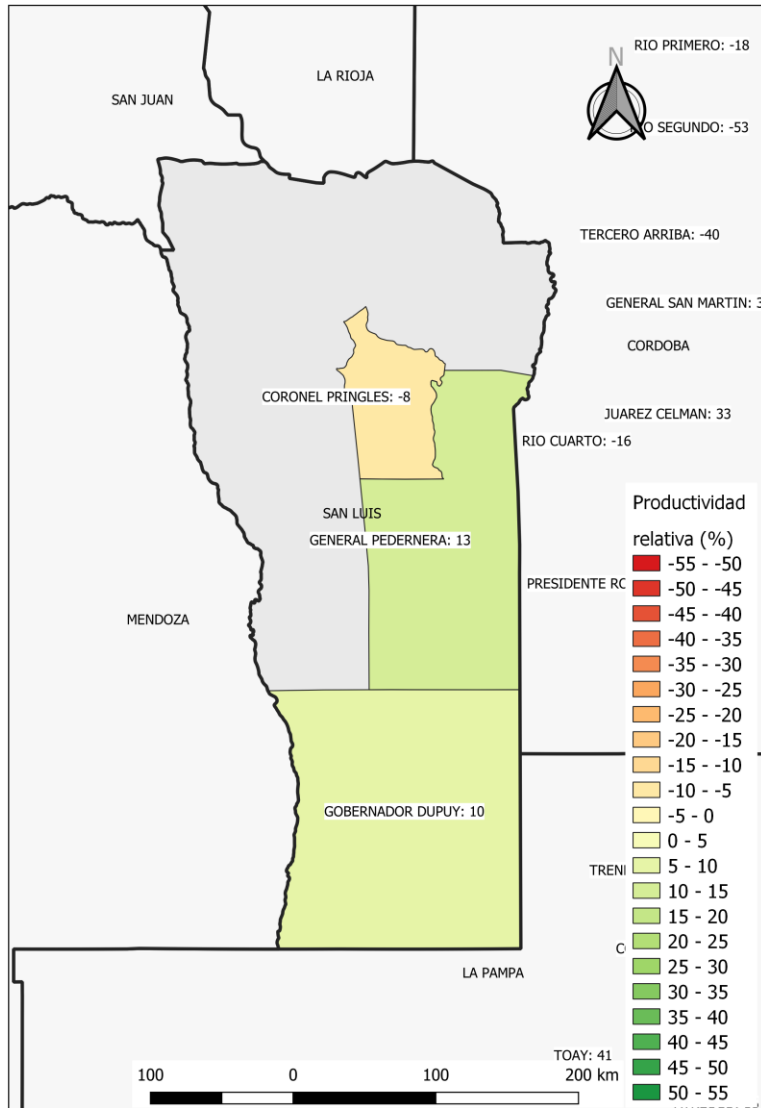 RIO PRIMERO: -18
N
LA RIOJA
SAN JUAN
SEGUNDO: -53
TERCERO ARRIBA: -40
GENERAL SAN MARTIN: 3
CORDOBA
CORONEL PRINGLES: -8
JUAREZ CELMAN: 33
RIO CUARTO: -16
SAN LUIS
GENERAL PEDERNERA: 13
PRESIDENTE
MENDOZA
GOBERNADOR DUPUY: 10
LA PAMPA
TOAY: 41
Productividad
relativa (%)
-55 - -50
-50 - -45
-45 - -40
-40 - -35
-35 - -30
-30 - -25
-25 - -20
-20 - -15
-15 - -10
-10 - -5
-5 - 0
0 - 5
5 - 10
10 - 15
15 - 20
20 - 25
25 - 30
30 - 35
35 - 40
40 - 45
45 - 50
50 - 55
100 0 100 200 km